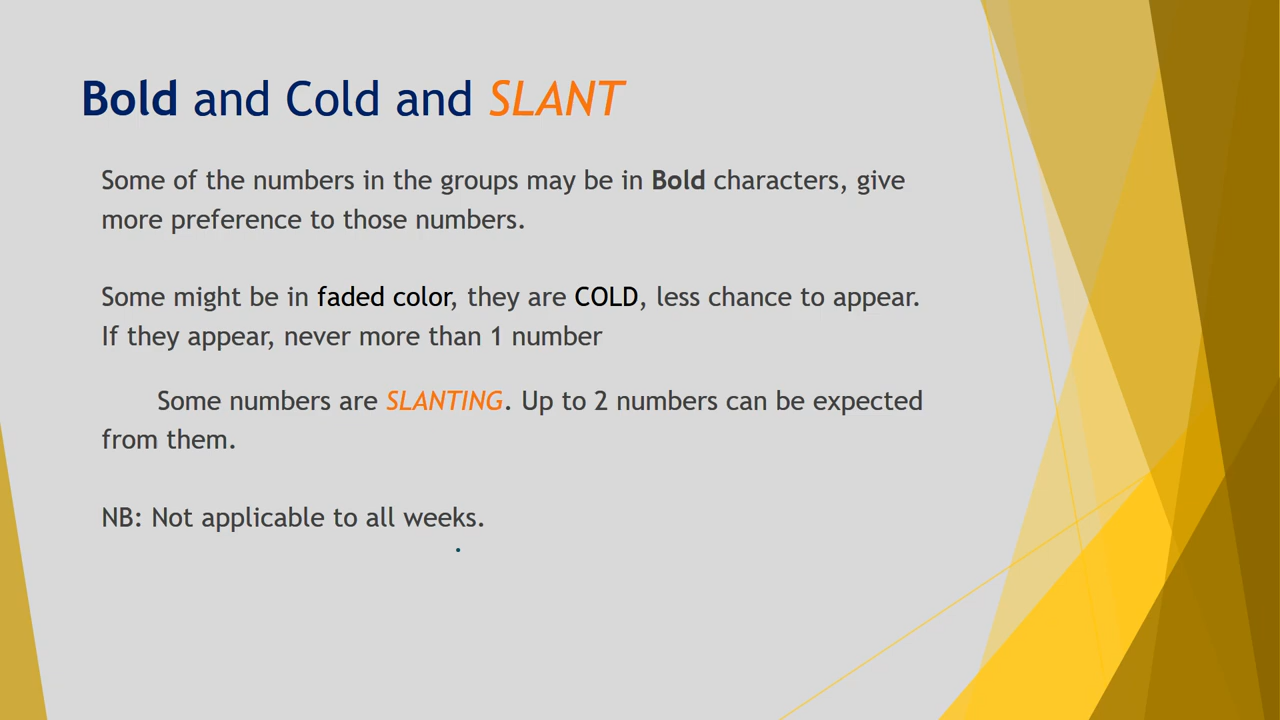 Bold and Cold and SLANT
Some of the numbers in the groups may be in Bold characters, give
more preference to those numbers.
Some might be in faded color, they are COLD, less chance to appear.
If they appear, never more than 1 number
Some numbers are SLANTING. Up to 2 numbers can be expected
from them.
NB: Not applicable to all weeks.